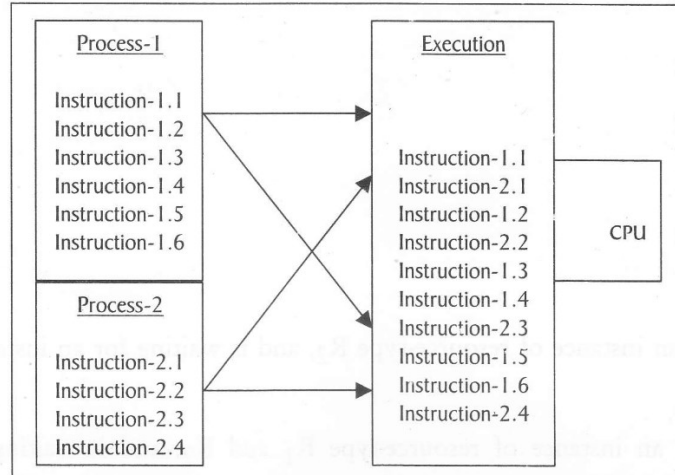 Process-1
Instruction-1.1
Instruction-1.2
Instruction-1.3
Instruction-1.4
Instruction-1.5
Instruction-1.6
Process-2
Instruction-2.1
Instruction-2.2
Instruction-2.3
Instruction-2.4
Execution
Instruction-1.1
Instruction-2.1
Instruction-1.2
Instruction-2.2
Instruction-1.3
Instruction-1.4
Instruction-2.3
Instruction-1.5
Instruction-1.6
Instruction-2.4
CPU